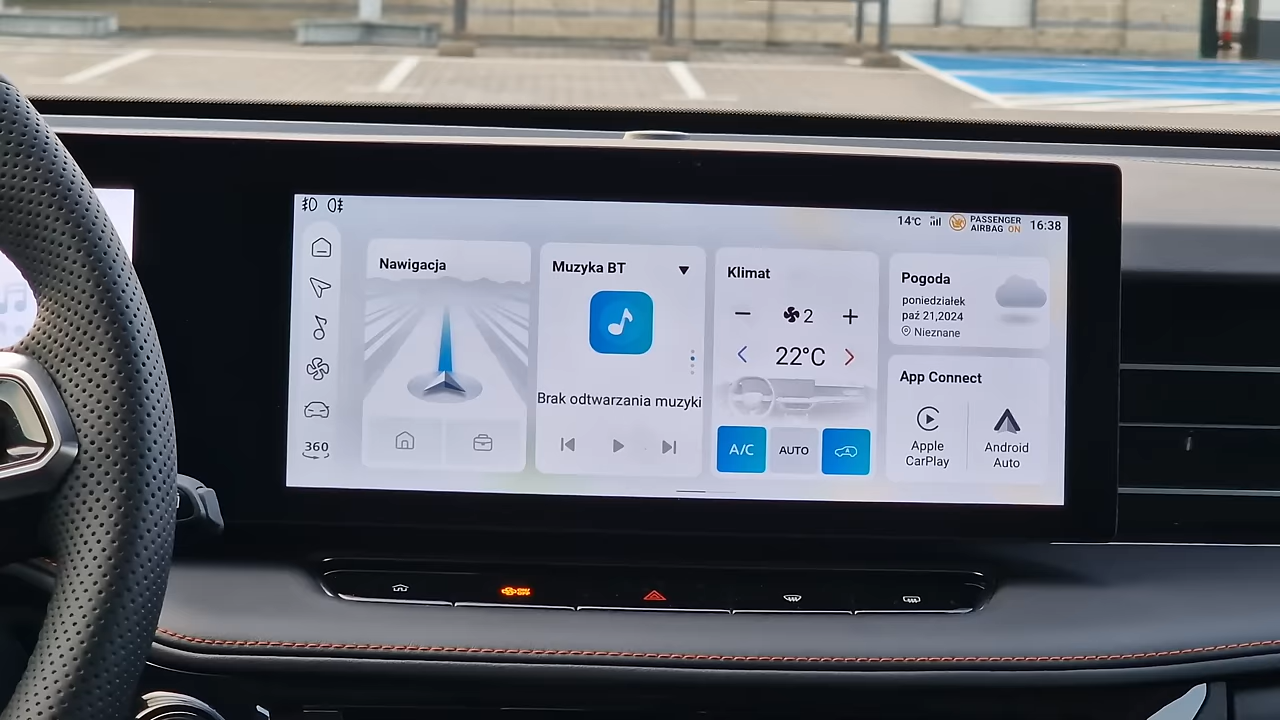 14°C
PASSENGER
AIRBAG ON
16:38
360
Nawigacja
Muzyka BT
Brak odtwarzania muzyki
Klimat
2
22°C
A/C
AUTO
Pogoda
poniedziałek
paź 21,2024
Nieznane
App Connect
Apple
CarPlay
Android
Auto